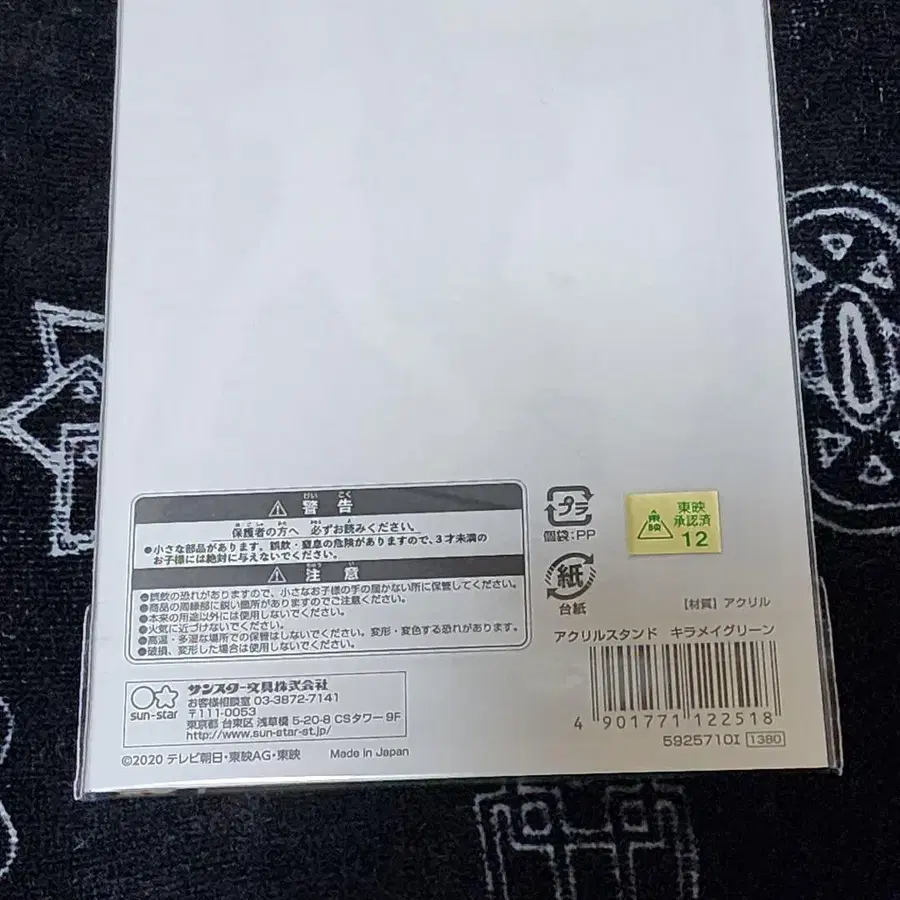 警告
保護者の方へ 必ずお読みください。
●小さな部品があります。誤飲・窒息の危険がありますので、3才未満の
お子様には絶対に与えないでください。
注意
●誤飲の恐れがありますので、小さなお子様の手の届かない所に保管してください。
●商品の周縁部に鋭い箇所がありますのでご注意ください。
●本来の用途以外には使用しないでください。
●火気に近づけないでください。
●高温・多湿な場所での保管はしないでください。変形・変色する恐れがあります。
●破損、変形した場合は使用しないでください。
プラ
個袋:PP
紙
台紙
東映
承認済
12
【材質】アクリル
アクリルスタンド キラメイグリーン
4 901771 122518
5925710I 1380
sun-star
サンスター文具株式会社
お客様相談室 03-3872-7141
〒111-0053
東京都 台東区 浅草橋 5-20-8 CSタワー 9F
http://www.sun-star-st.jp/
©2020 テレビ朝日・東映AG・東映 Made in Japan